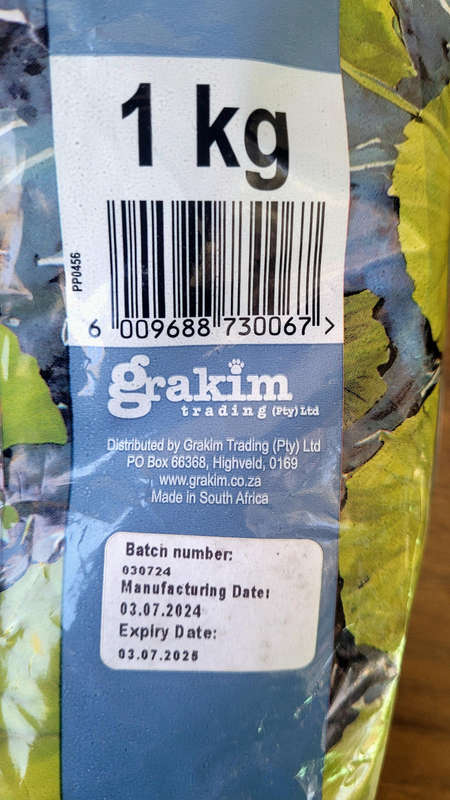 1 kg
PP0456
6 009688 730067 >
grakim
trading (Pty) Ltd
Distributed by Grakim Trading (Pty) Ltd
PO Box 66368, Highveld, 0169
www.grakim.co.za
Made in South Africa
Batch number:
030724
Manufacturing Date:
03.07.2024
Expiry Date:
03.07.2025